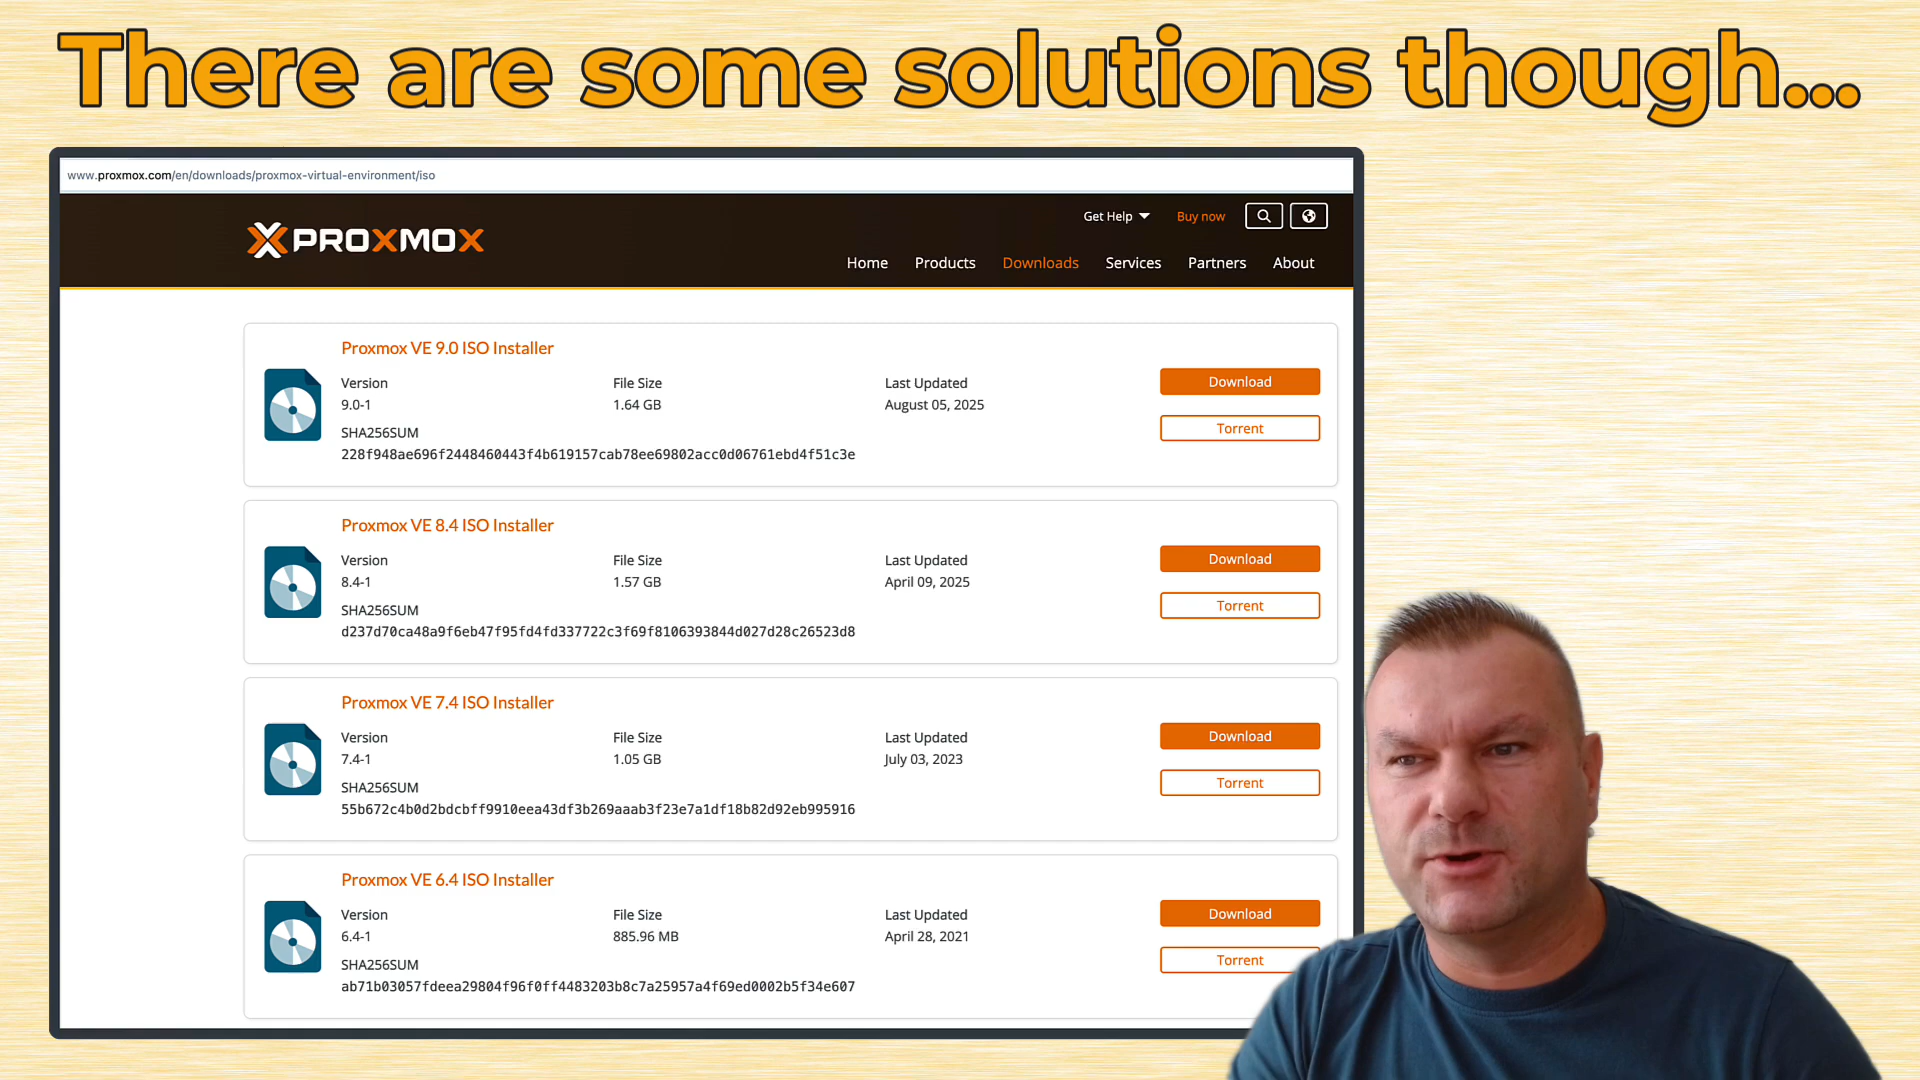 There are some solutions though...
www.proxmox.com/en/downloads/proxmox-virtual-environment/iso
Get Help Buy now
PROXMOX
Home Products Downloads Services Partners About
Proxmox VE 9.0 ISO Installer
Version File Size Last Updated Download
9.0-1 1.64 GB August 05, 2025
SHA256SUM Torrent
228f948ae696f2448460443f4b619157cab78ee69802acc0d06761ebd4f51c3e
Proxmox VE 8.4 ISO Installer
Version File Size Last Updated Download
8.4-1 1.57 GB April 09, 2025
SHA256SUM Torrent
d237d70ca48a9f6eb47f95fd4fd337722c3f69f8106393844d027d28c26523d8
Proxmox VE 7.4 ISO Installer
Version File Size Last Updated Download
7.4-1 1.05 GB July 03, 2023
SHA256SUM Torrent
55b672c4b0d2bdcbff9910eea43df3b269aaab3f23e7a1df18b82d92eb995916
Proxmox VE 6.4 ISO Installer
Version File Size Last Updated Download
6.4-1 885.96 MB April 28, 2021
SHA256SUM Torrent
ab71b03057fdeea29804f96f0ff4483203b8c7a25957a4f69ed0002b5f34e607